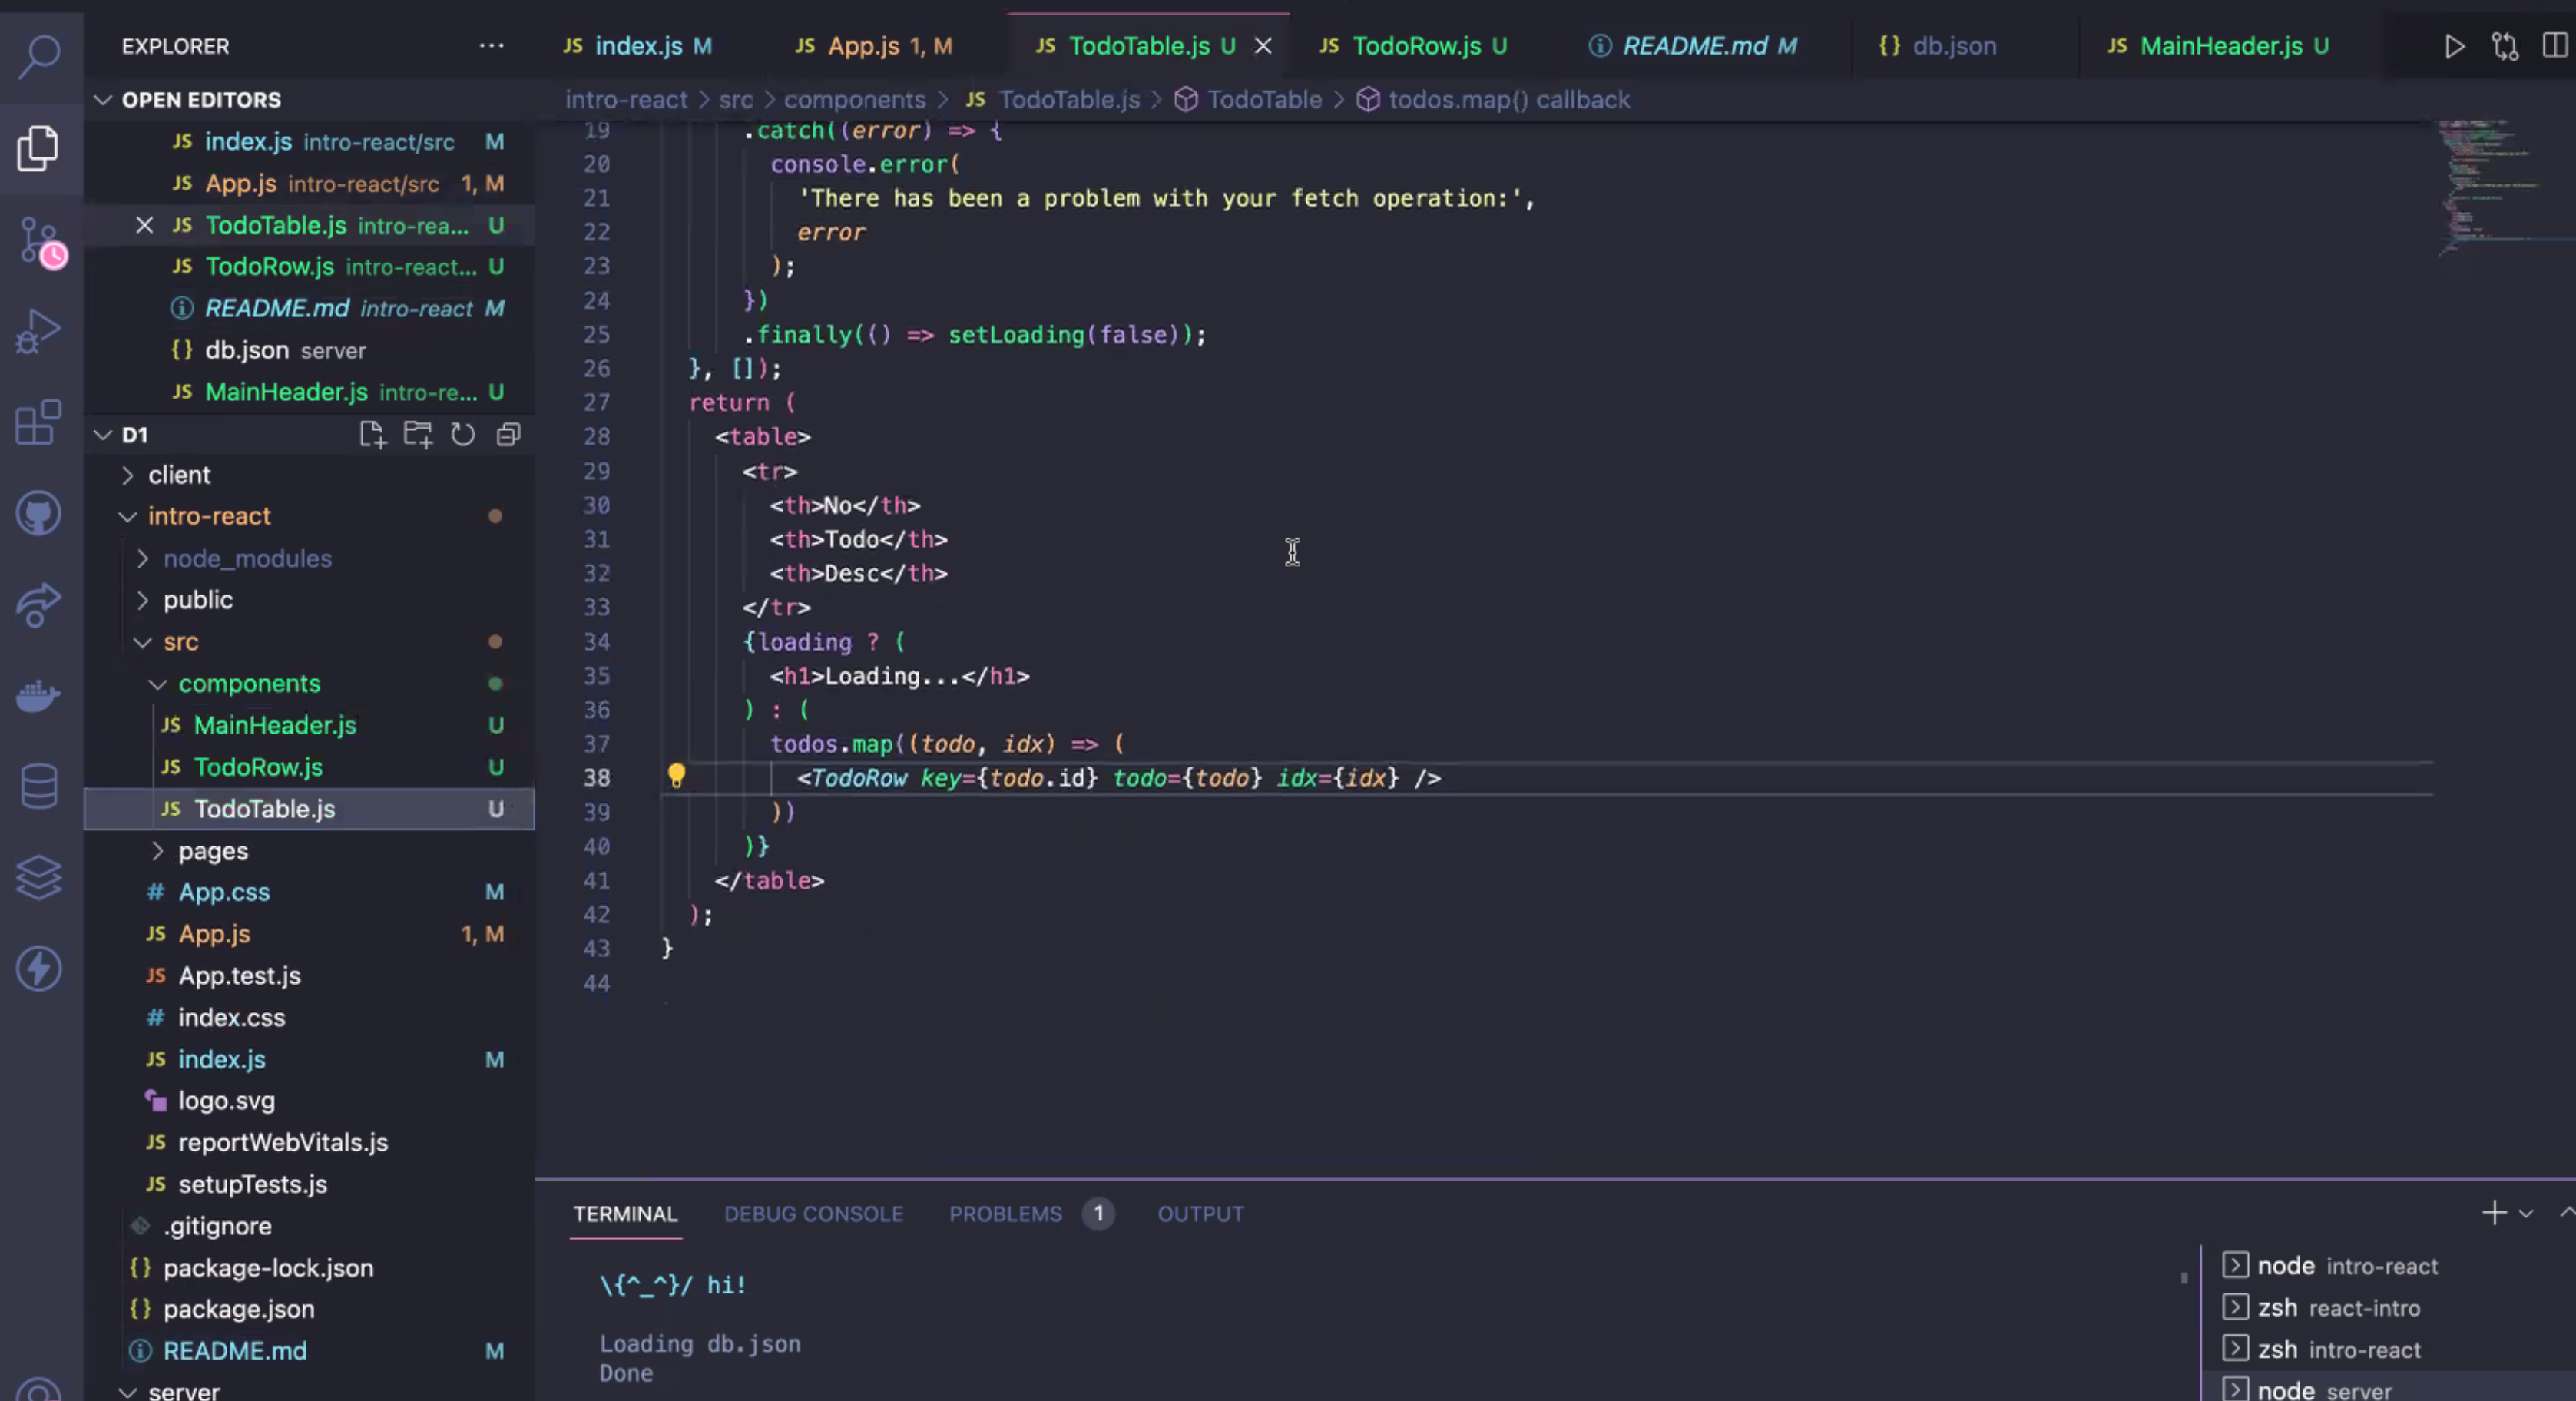 EXPLORER
OPEN EDITORS
JS index.js intro-react/src M
JS App.js intro-react/src 1, M
JS TodoTable.js intro-rea... U
JS TodoRow.js intro-react... U
README.md intro-react M
{} db.json server
JS MainHeader.js intro-re... U
D1
client
intro-react
node_modules
public
src
components
JS MainHeader.js U
JS TodoRow.js U
JS TodoTable.js U
pages
# App.css M
JS App.js 1, M
JS App.test.js
# index.css
JS index.js M
logo.svg
JS reportWebVitals.js
JS setupTests.js
.gitignore
{} package-lock.json
{} package.json
README.md M
server
JS index.js M JS App.js 1, M JS TodoTable.js U JS TodoRow.js U README.md M {} db.json JS MainHeader.js U
intro-react > src > components > JS TodoTable.js > TodoTable > todos.map() callback
19 .catch((error) => {
20 console.error(
21 'There has been a problem with your fetch operation:',
22 error
23 );
24 })
25 .finally(() => setLoading(false));
26 }, []);
27 return (
28 <table>
29 <tr>
30 <th>No</th>
31 <th>Todo</th>
32 <th>Desc</th>
33 </tr>
34 {loading ? (
35 <h1>Loading...</h1>
36 ) : (
37 todos.map((todo, idx) => (
38 <TodoRow key={todo.id} todo={todo} idx={idx} />
39 ))
40 )}
41 </table>
42 );
43 }
44
TERMINAL DEBUG CONSOLE PROBLEMS 1 OUTPUT
\{^_^}/ hi!
Loading db.json
Done
node intro-react
zsh react-intro
zsh intro-react
node server